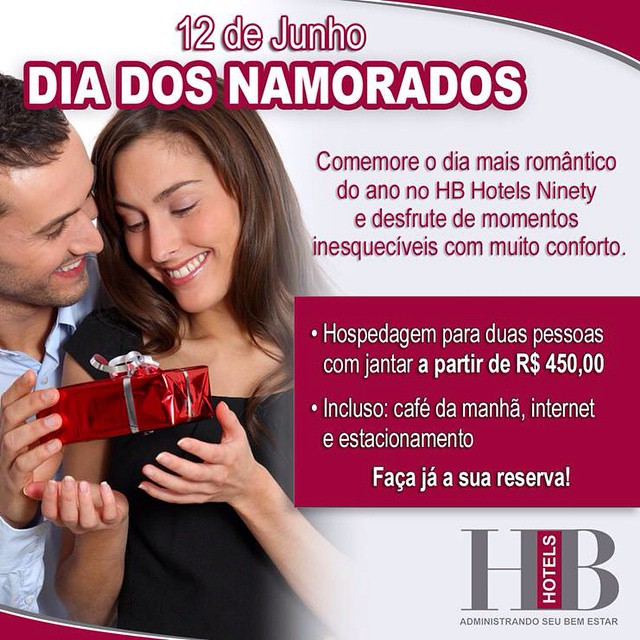 12 de Junho
DIA DOS NAMORADOS
Comemore o dia mais romântico
do ano no HB Hotels Ninety
e desfrute de momentos
inesquecíveis com muito conforto.
• Hospedagem para duas pessoas
com jantar a partir de R$ 450,00
• Incluso: café da manhã, internet
e estacionamento
Faça já a sua reserva!
HB
HOTELS
ADMINISTRANDO SEU BEM ESTAR